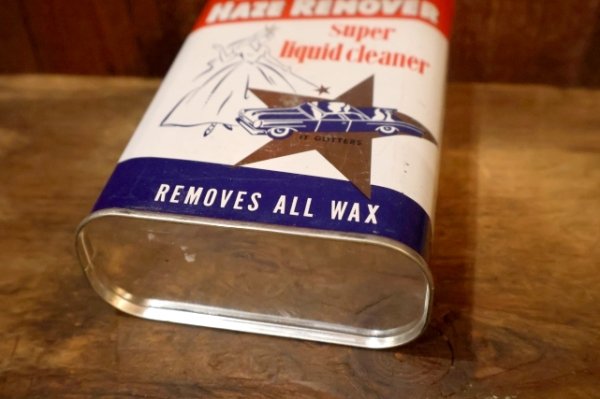 HAZE REMOVER
Super
liquid cleaner
IT GLITTERS
REMOVES ALL WAX